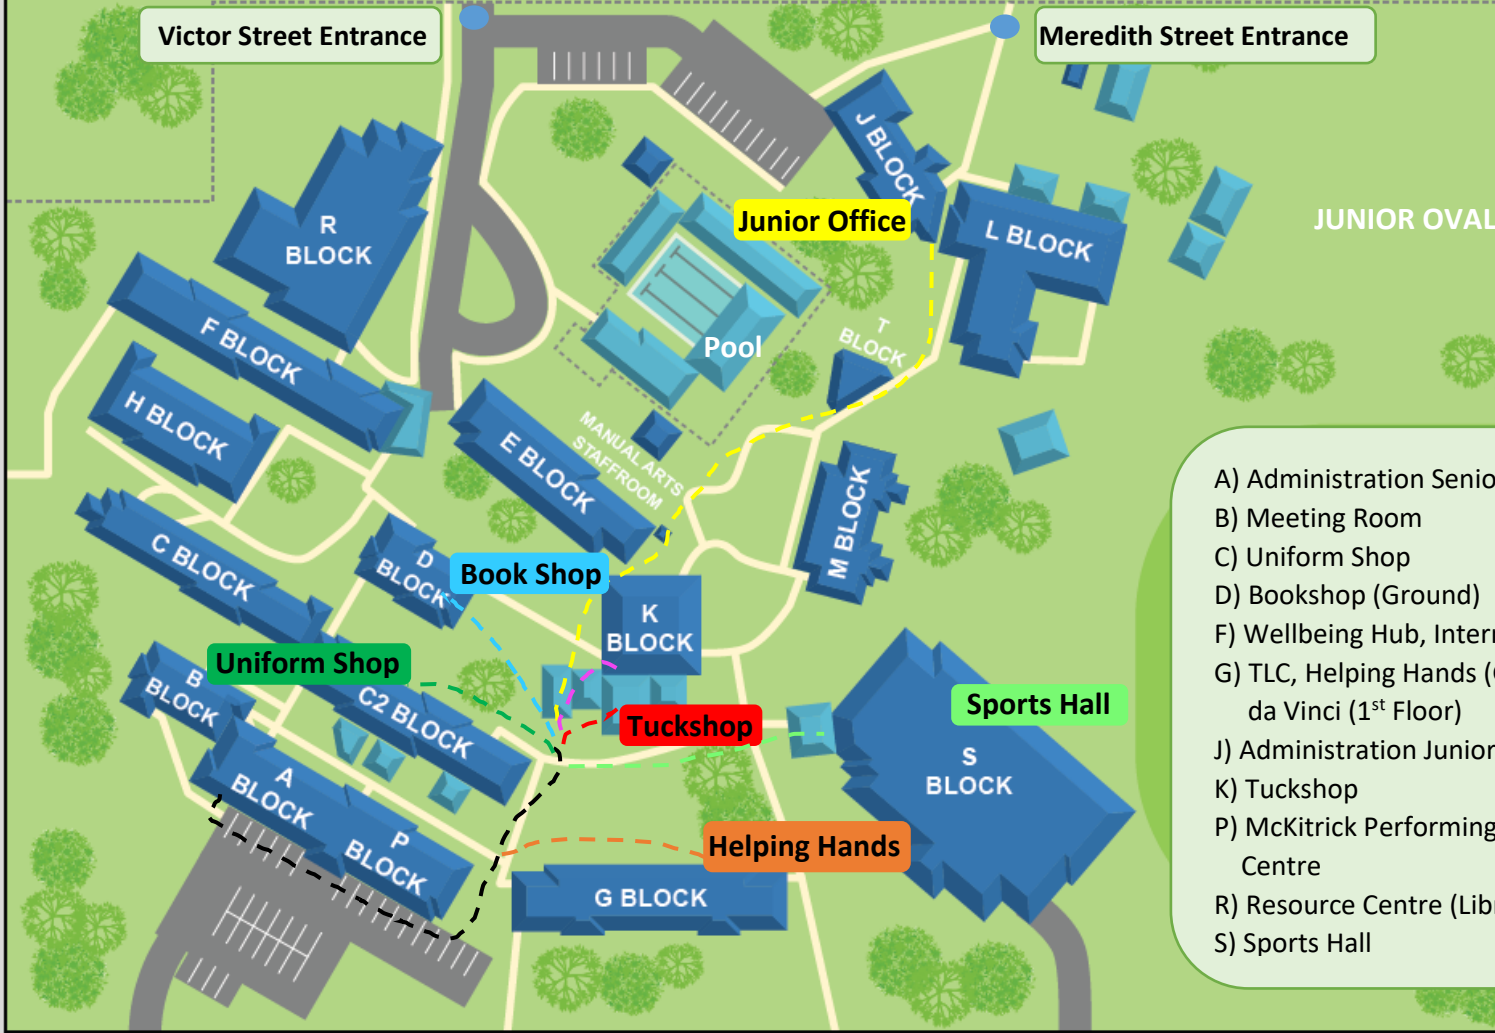 Victor Street Entrance
Meredith Street Entrance
J BLOCK
R
BLOCK
Junior Office
L BLOCK
JUNIOR OVAL
F BLOCK
Pool
T
BLOCK
H BLOCK
E BLOCK
MANUAL ARTS
STAFFROOM
M BLOCK
C BLOCK
D
BLOCK
Book Shop
K
BLOCK
Uniform Shop
B
BLOCK
C2 BLOCK
Tuckshop
Sports Hall
S
BLOCK
A
BLOCK
P
BLOCK
Helping Hands
G BLOCK
A) Administration Senio
B) Meeting Room
C) Uniform Shop
D) Bookshop (Ground)
F) Wellbeing Hub, Intern
G) TLC, Helping Hands (
da Vinci (1st Floor)
J) Administration Junior
K) Tuckshop
P) McKitrick Performing
Centre
R) Resource Centre (Lib
S) Sports Hall